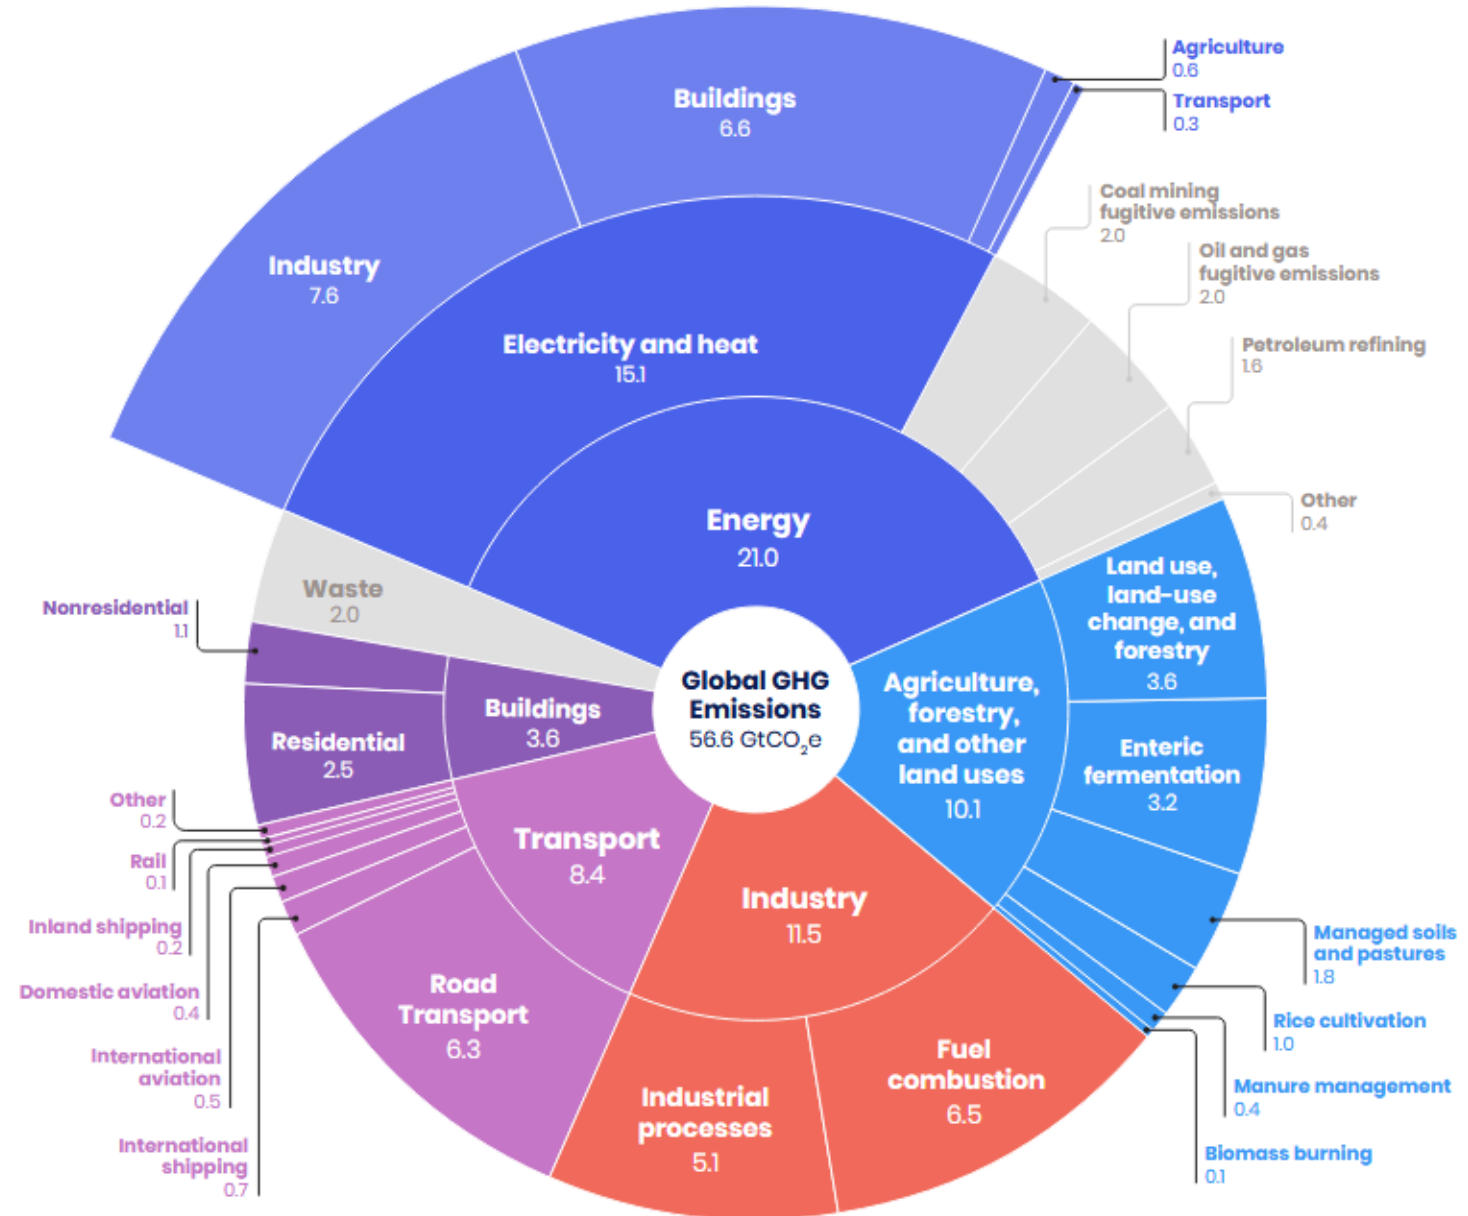 Agriculture
0.6
Transport
0.3
Buildings
6.6
Industry
7.6
Electricity and heat
15.1
Energy
21.0
Coal mining
fugitive emissions
2.0
Oil and gas
fugitive emissions
2.0
Petroleum refining
1.6
Other
0.4
Land use,
land-use
change, and
forestry
3.6
Enteric
fermentation
3.2
Agriculture,
forestry,
and other
land uses
10.1
Managed soils
and pastures
1.8
Rice cultivation
1.0
Manure management
0.4
Biomass burning
0.1
Global GHG
Emissions
56.6 GtCO₂e
Industry
11.5
Fuel
combustion
6.5
Industrial
processes
5.1
Transport
8.4
Road
Transport
6.3
Waste
2.0
Buildings
3.6
Nonresidential
1.1
Residential
2.5
Other
0.2
Rail
0.1
Inland shipping
0.2
Domestic aviation
0.4
International
aviation
0.5
International
shipping
0.7